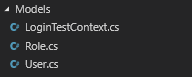 Models
C# LoginTestContext.cs
C# Role.cs
C# User.cs